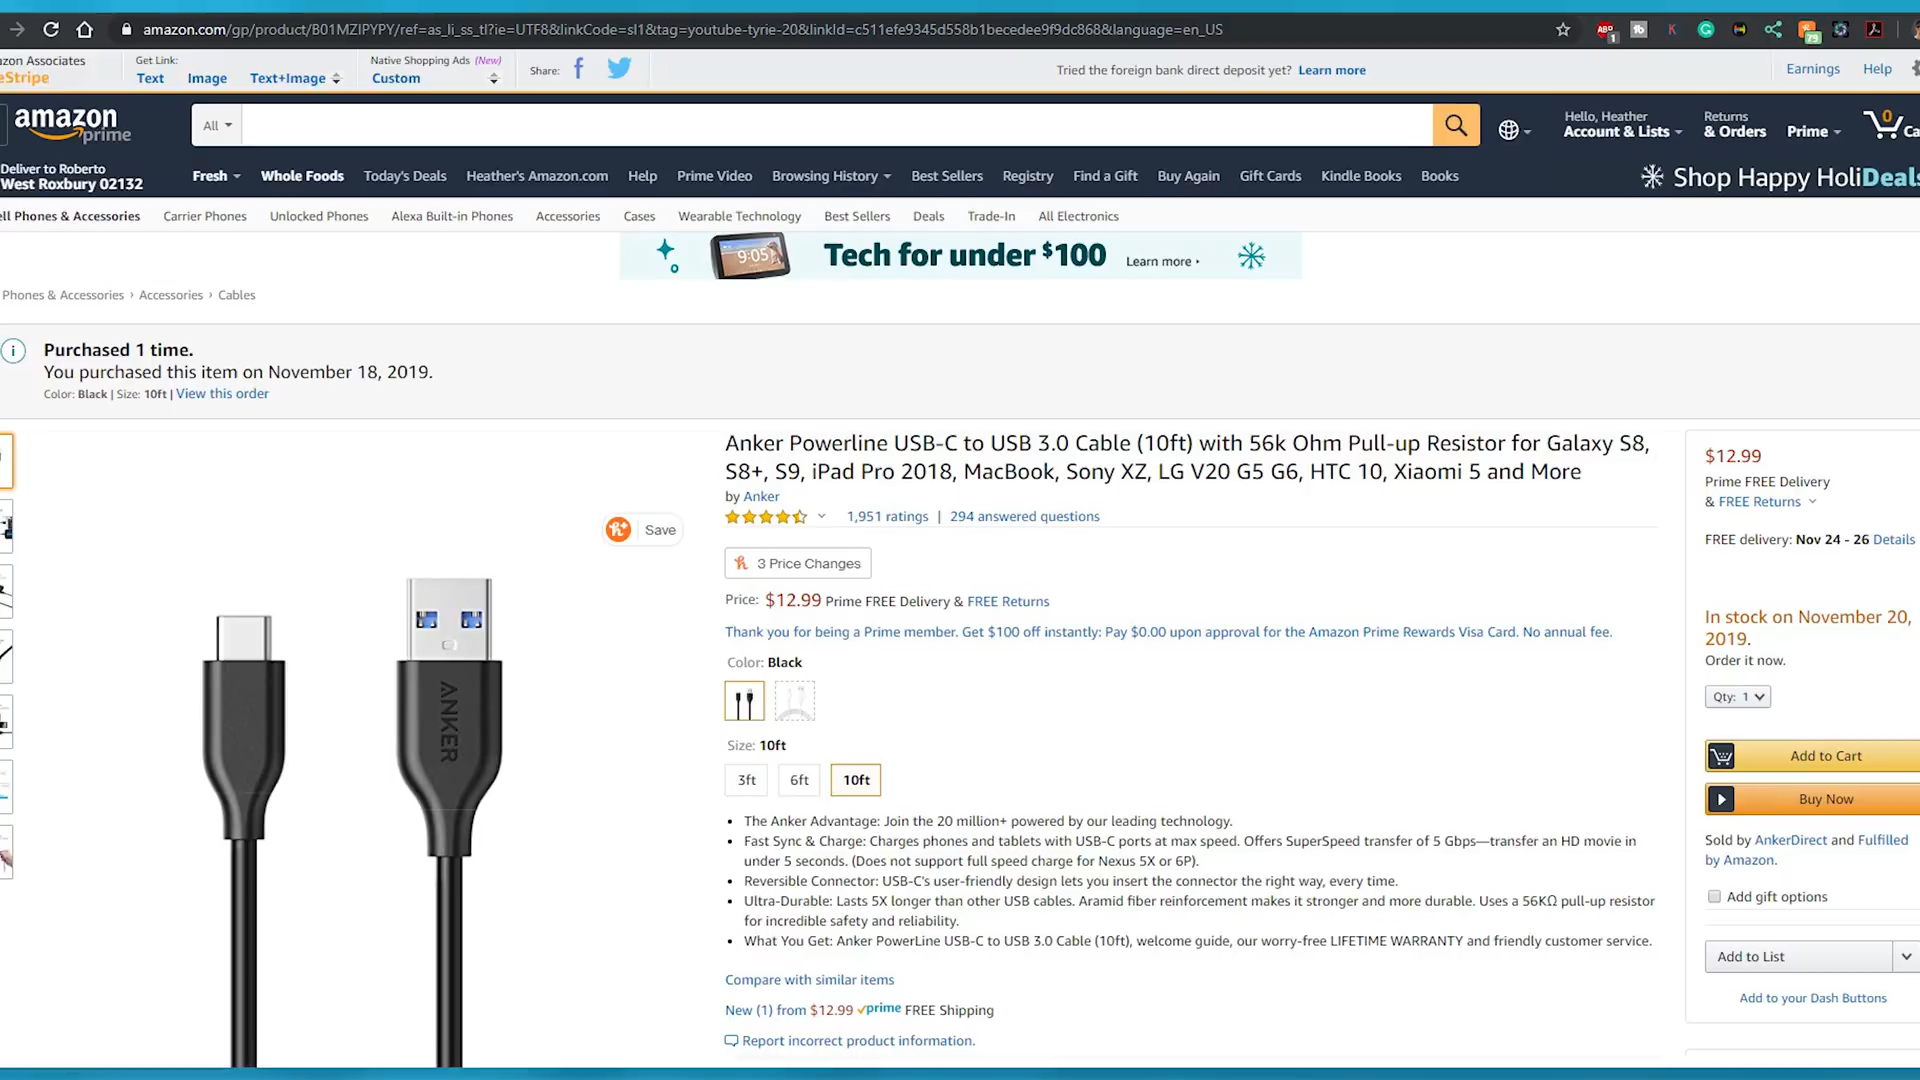 amazon.com/gp/product/B01MZIPYPY/ref=as_li_ss_tl?ie=UTF8&linkCode=sl1&tag=youtube-tyrie-20&linkId=c511efe9345d558b1becedee9f9dc868&language=en_US
ABP
1
tb
K
G
79
zon Associates
eStripe
Get Link:
Text Image Text+Image
Native Shopping Ads (New)
Custom
Share:
Tried the foreign bank direct deposit yet? Learn more
Earnings Help
amazon
prime
All
Hello, Heather
Account & Lists
Returns
& Orders
Prime
0
Ca
Deliver to Roberto
West Roxbury 02132
Fresh Whole Foods Today's Deals Heather's Amazon.com Help Prime Video Browsing History Best Sellers Registry Find a Gift Buy Again Gift Cards Kindle Books Books
Shop Happy HoliDeals
ell Phones & Accessories Carrier Phones Unlocked Phones Alexa Built-in Phones Accessories Cases Wearable Technology Best Sellers Deals Trade-In All Electronics
9:05
Tech for under $100 Learn more ›
Phones & Accessories › Accessories › Cables
i
Purchased 1 time.
You purchased this item on November 18, 2019.
Color: Black | Size: 10ft | View this order
Anker Powerline USB-C to USB 3.0 Cable (10ft) with 56k Ohm Pull-up Resistor for Galaxy S8,
S8+, S9, iPad Pro 2018, MacBook, Sony XZ, LG V20 G5 G6, HTC 10, Xiaomi 5 and More
by Anker
1,951 ratings | 294 answered questions
h Save
h 3 Price Changes
Price: $12.99 Prime FREE Delivery & FREE Returns
Thank you for being a Prime member. Get $100 off instantly: Pay $0.00 upon approval for the Amazon Prime Rewards Visa Card. No annual fee.
Color: Black
Size: 10ft
3ft 6ft 10ft
ANKER
• The Anker Advantage: Join the 20 million+ powered by our leading technology.
• Fast Sync & Charge: Charges phones and tablets with USB-C ports at max speed. Offers SuperSpeed transfer of 5 Gbps—transfer an HD movie in
under 5 seconds. (Does not support full speed charge for Nexus 5X or 6P).
• Reversible Connector: USB-C's user-friendly design lets you insert the connector the right way, every time.
• Ultra-Durable: Lasts 5X longer than other USB cables. Aramid fiber reinforcement makes it stronger and more durable. Uses a 56KΩ pull-up resistor
for incredible safety and reliability.
• What You Get: Anker PowerLine USB-C to USB 3.0 Cable (10ft), welcome guide, our worry-free LIFETIME WARRANTY and friendly customer service.
Compare with similar items
New (1) from $12.99 prime FREE Shipping
Report incorrect product information.
$12.99
Prime FREE Delivery
& FREE Returns
FREE delivery: Nov 24 - 26 Details
In stock on November 20,
2019.
Order it now.
Qty: 1
Add to Cart
Buy Now
Sold by AnkerDirect and Fulfilled
by Amazon.
Add gift options
Add to List
Add to your Dash Buttons